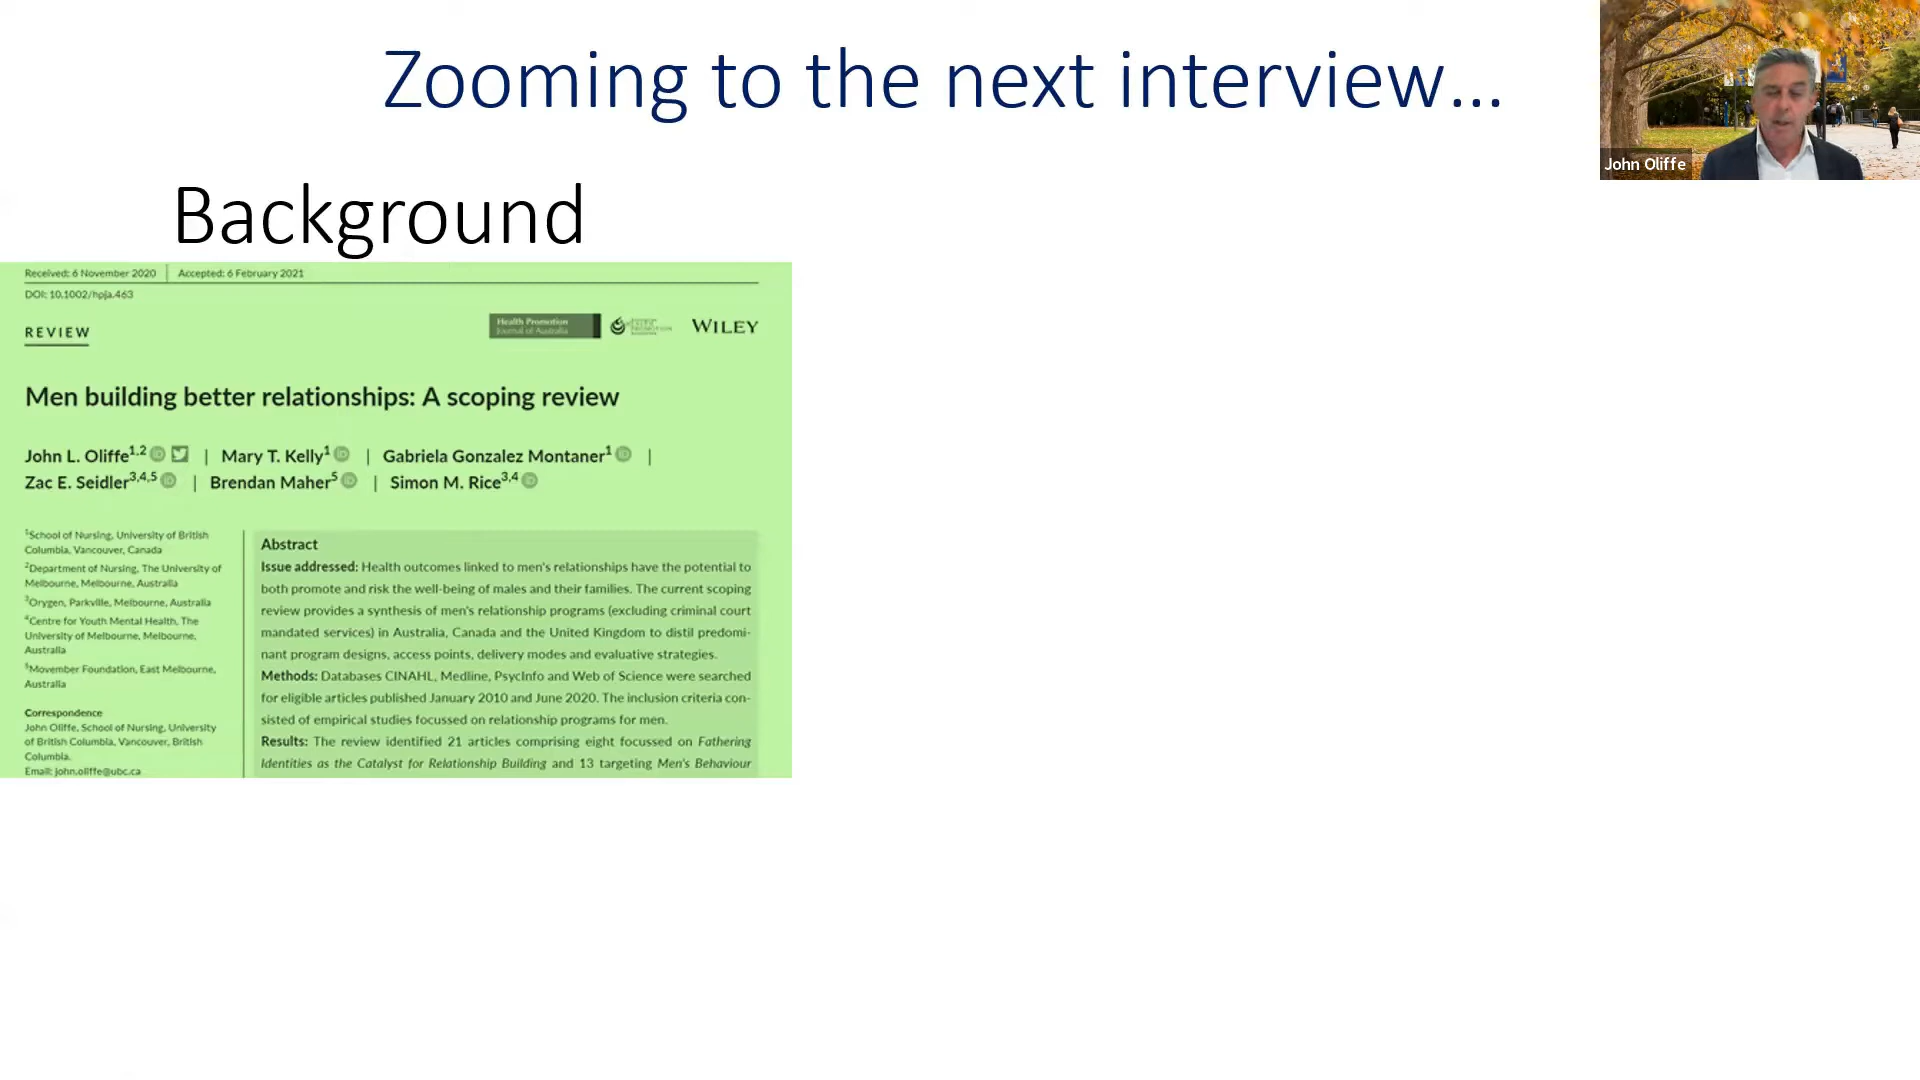 Zooming to the next interview...
John Oliffe
Background
Received: 6 November 2020 | Accepted: 6 February 2021
DOI: 10.1002/hpja.463
REVIEW
Health Promotion
Journal of Australia
WILEY
Men building better relationships: A scoping review
John L. Oliffe1,2 | Mary T. Kelly1 | Gabriela Gonzalez Montaner1 |
Zac E. Seidler3,4,5 | Brendan Maher5 | Simon M. Rice3,4
1School of Nursing, University of British
Columbia, Vancouver, Canada
2Department of Nursing, The University of
Melbourne, Melbourne, Australia
3Orygen, Parkville, Melbourne, Australia
4Centre for Youth Mental Health, The
University of Melbourne, Melbourne,
Australia
5Movember Foundation, East Melbourne,
Australia
Correspondence
John Oliffe, School of Nursing, University
of British Columbia, Vancouver, British
Columbia.
Email: john.oliffe@ubc.ca
Abstract
Issue addressed: Health outcomes linked to men's relationships have the potential to
both promote and risk the well-being of males and their families. The current scoping
review provides a synthesis of men's relationship programs (excluding criminal court
mandated services) in Australia, Canada and the United Kingdom to distil predomi-
nant program designs, access points, delivery modes and evaluative strategies.
Methods: Databases CINAHL, Medline, PsycInfo and Web of Science were searched
for eligible articles published January 2010 and June 2020. The inclusion criteria con-
sisted of empirical studies focussed on relationship programs for men.
Results: The review identified 21 articles comprising eight focussed on Fathering
Identities as the Catalyst for Relationship Building and 13 targeting Men's Behaviour